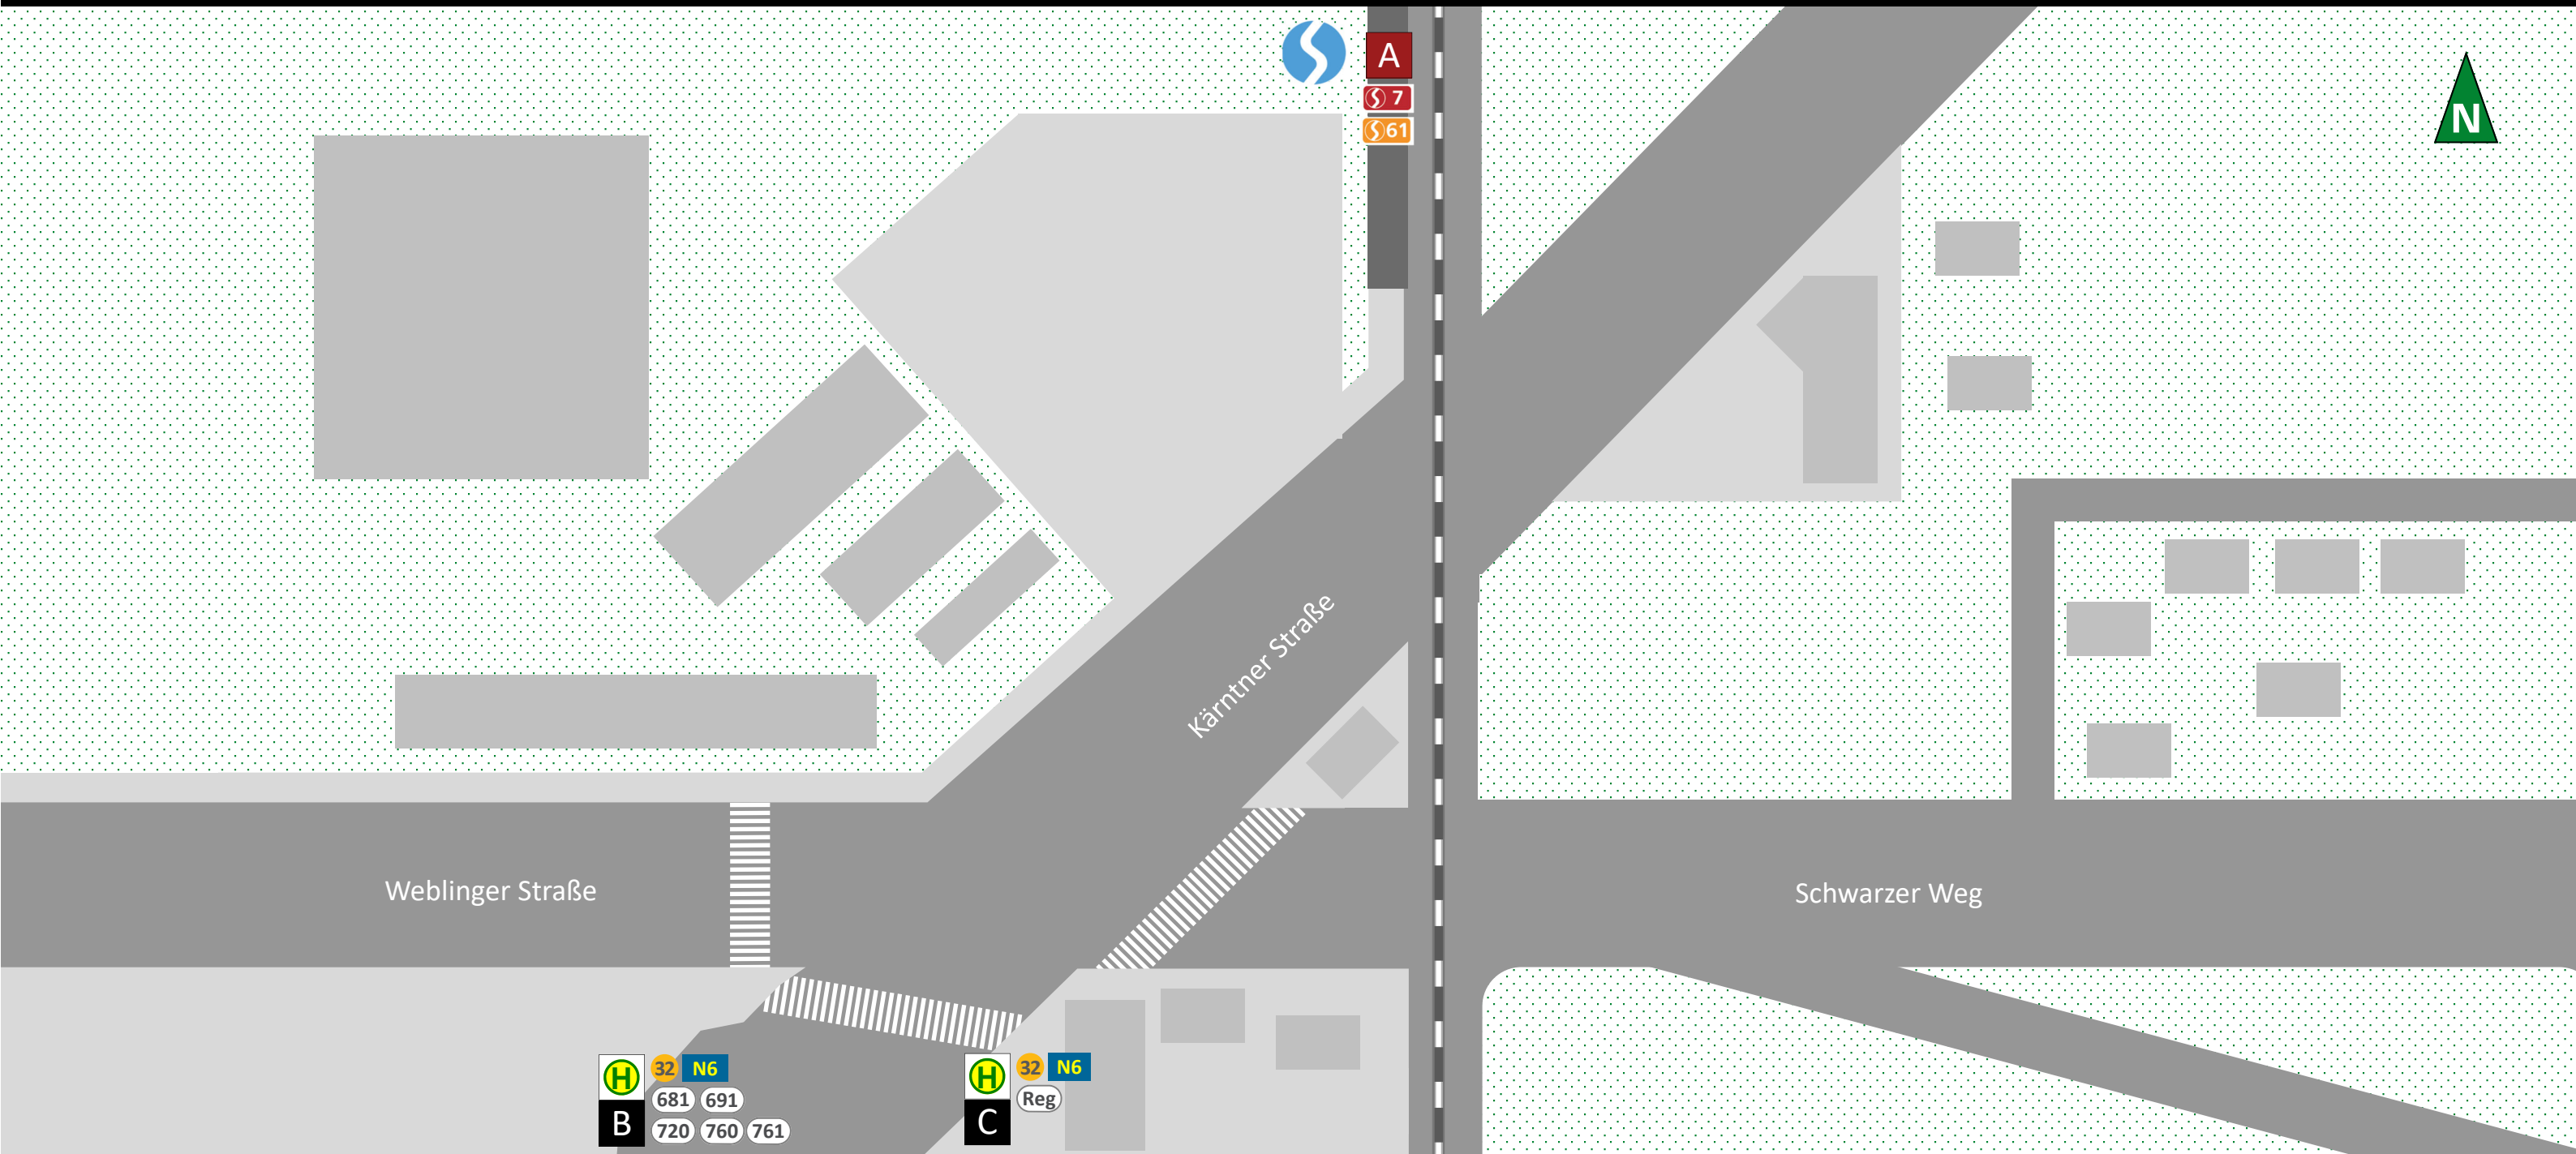 A
7
61
N
Kärntner Straße
Weblinger Straße
Schwarzer Weg
H 32 N6
681 691
B 720 760 761
H 32 N6
Reg
C